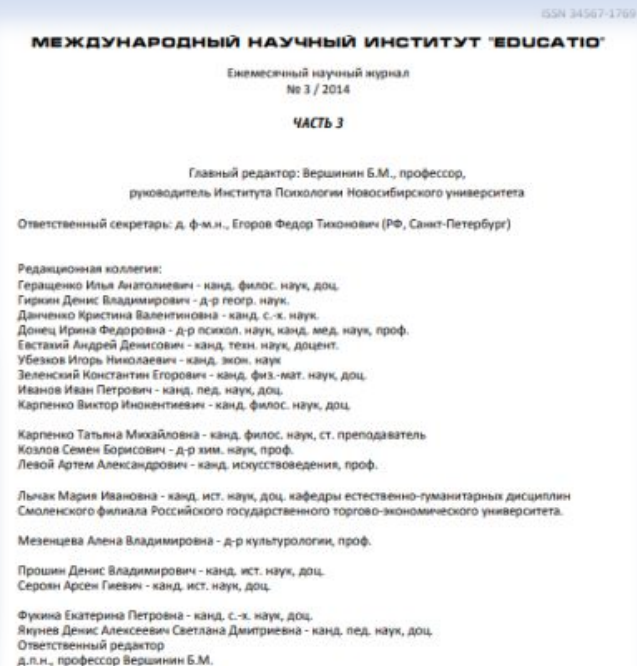 ISSN 34567-1769
МЕЖДУНАРОДНЫЙ НАУЧНЫЙ ИНСТИТУТ "EDUCATIO"
Ежемесячный научный журнал
№ 3 / 2014
ЧАСТЬ 3
Главный редактор: Вершинин Б.М., профессор,
руководитель Института Психологии Новосибирского университета
Ответственный секретарь: д. ф-м.н., Егоров Федор Тихонович (РФ, Санкт-Петербург)
Редакционная коллегия:
Геращенко Илья Анатолиевич - канд. филос. наук, доц.
Гиркин Денис Владимирович - д-р геогр. наук.
Данченко Кристина Валентиновна - канд. с.-х. наук.
Донец Ирина Федоровна - д-р психол. наук, канд. мед. наук, проф.
Евстахий Андрей Денисович - канд. техн. наук, доцент.
Убезков Игорь Николаевич - канд. экон. наук
Зеленский Константин Егорович - канд. физ.-мат. наук, доц.
Иванов Иван Петрович - канд. пед. наук, доц.
Карпенко Виктор Инокентиевич - канд. филос. наук, доц.
Карпенко Татьяна Михайловна - канд. филос. наук, ст. преподаватель
Козлов Семен Борисович - д-р хим. наук, проф.
Левой Артем Александрович - канд. искусствоведения, проф.
Лычак Мария Ивановна - канд. ист. наук, доц. кафедры естественно-гуманитарных дисциплин
Смоленского филиала Российского государственного торгово-экономического университета.
Мезенцева Алена Владимировна - д-р культурологии, проф.
Прошин Денис Владимирович - канд. ист. наук, доц.
Сероян Арсен Гиевич - канд. ист. наук, доц.
Фукина Екатерина Петровна - канд. с.-х. наук, доц.
Якунев Денис Алексеевич Светлана Дмитриевна - канд. пед. наук, доц.
Ответственный редактор
д.п.н., профессор Вершинин Б.М.